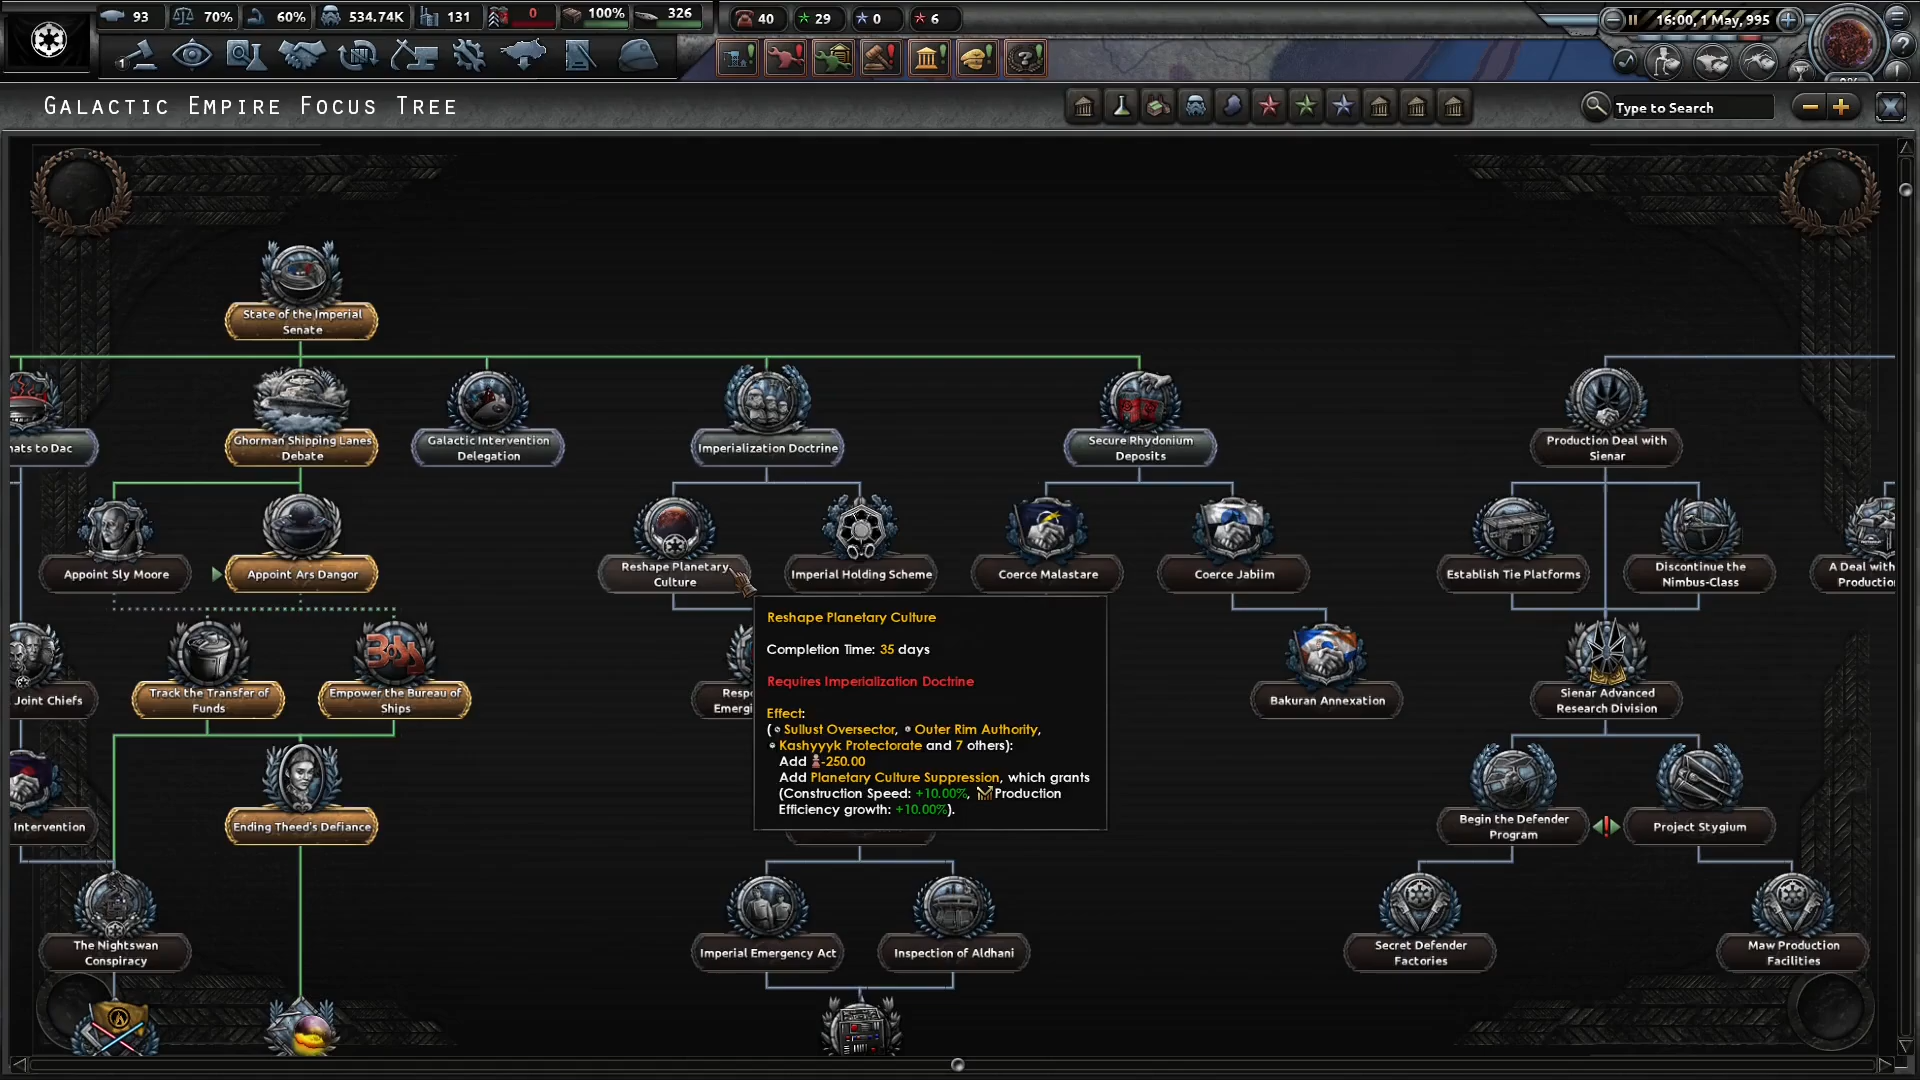 93
70%
60%
534.74K
131
0
100%
326
40
29
0
6
16:00, 1 May, 995
1
Galactic Empire Focus Tree
Type to Search
State of the Imperial
Senate
nats to Dac
Ghorman Shipping Lanes
Debate
Galactic Intervention
Delegation
Imperialization Doctrine
Secure Rhydonium
Deposits
Production Deal with
Sienar
Appoint Sly Moore
Appoint Ars Dangor
Reshape Planetary
Culture
Imperial Holding Scheme
Coerce Malastare
Coerce Jabiim
Establish Tie Platforms
Discontinue the
Nimbus-Class
A Deal with
Production
Reshape Planetary Culture
Completion Time: 35 days
Requires Imperialization Doctrine
Effect:
( Sullust Oversector, Outer Rim Authority,
Kashyyyk Protectorate and 7 others):
Add -250.00
Add Planetary Culture Suppression, which grants
(Construction Speed: +10.00%, Production
Efficiency growth: +10.00%).
Joint Chiefs
Track the Transfer of
Funds
Empower the Bureau of
Ships
Respo
Emergin
Bakuran Annexation
Sienar Advanced
Research Division
Intervention
Ending Theed's Defiance
Begin the Defender
Program
Project Stygium
The Nightswan
Conspiracy
Imperial Emergency Act
Inspection of Aldhani
Secret Defender
Factories
Maw Production
Facilities